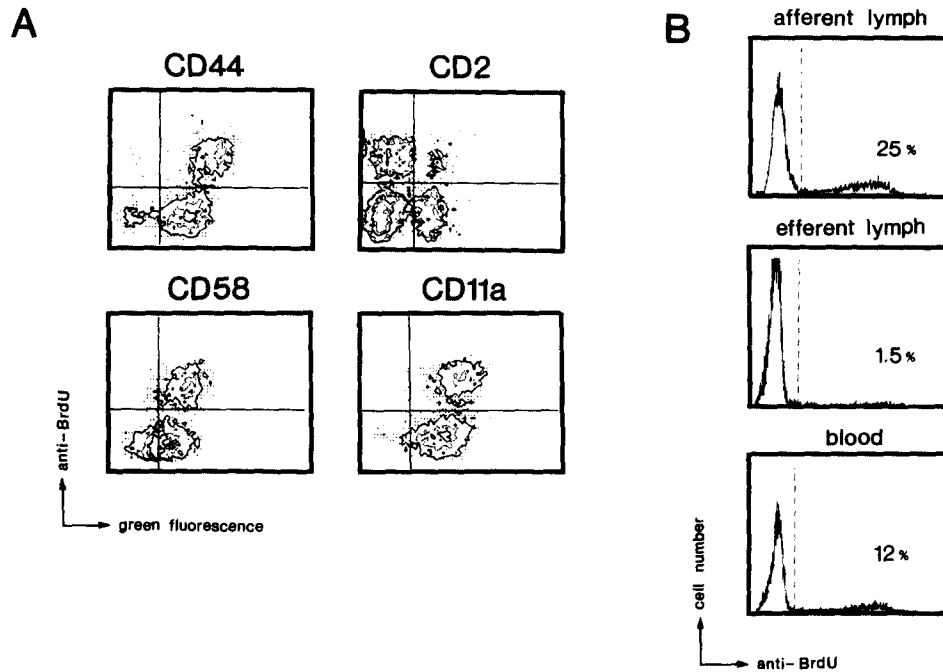 A
CD44
CD2
CD58
CD11a
anti-BrdU
green fluorescence
B
afferent lymph
25 %
efferent lymph
1.5 %
blood
12 %
cell number
anti-BrdU